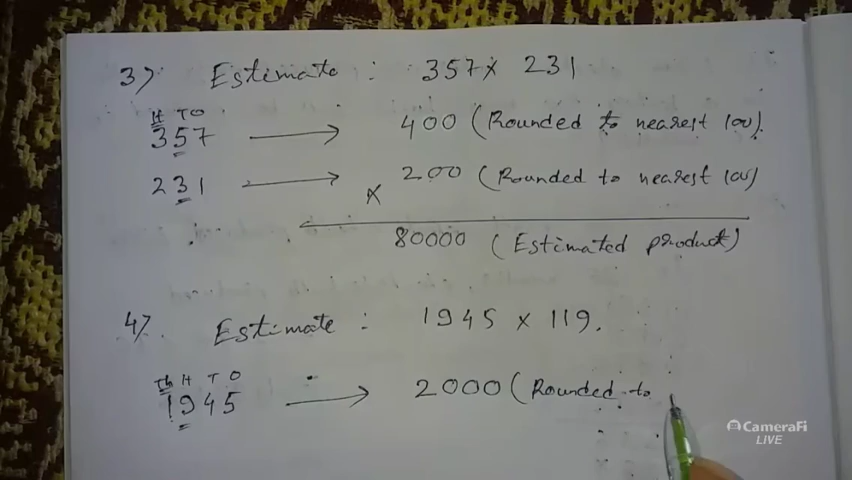 3) Estimate : 357 × 231
H T O
357 → 400 (Rounded to nearest 100).
231 → × 200 (Rounded to nearest 100)
80000 (Estimated product)
4) Estimate : 1945 × 119.
Th H T O
1945 → 2000 (Rounded to
CameraFi
LIVE